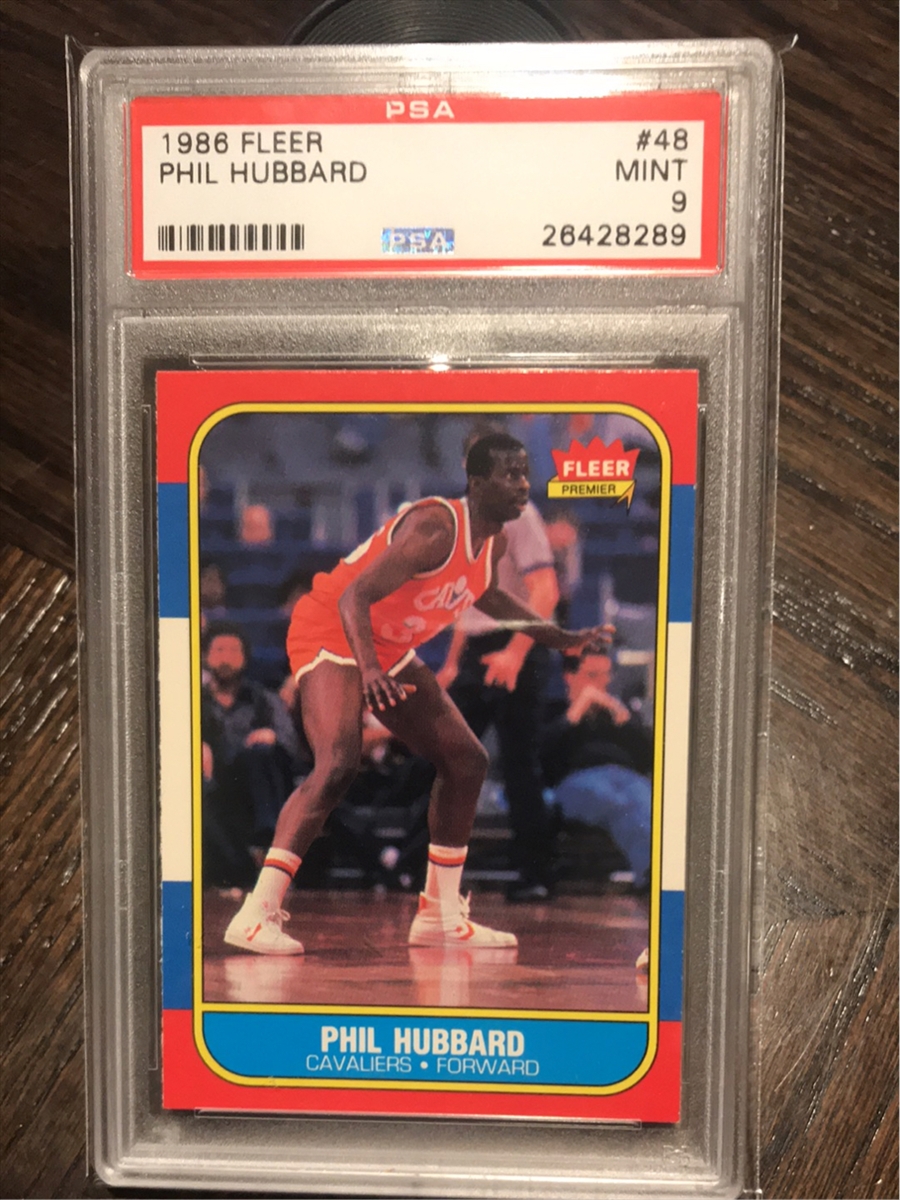 PSA
1986 FLEER #48
PHIL HUBBARD MINT
9
PSA 26428289
FLEER
PREMIER
PHIL HUBBARD
CAVALIERS • FORWARD